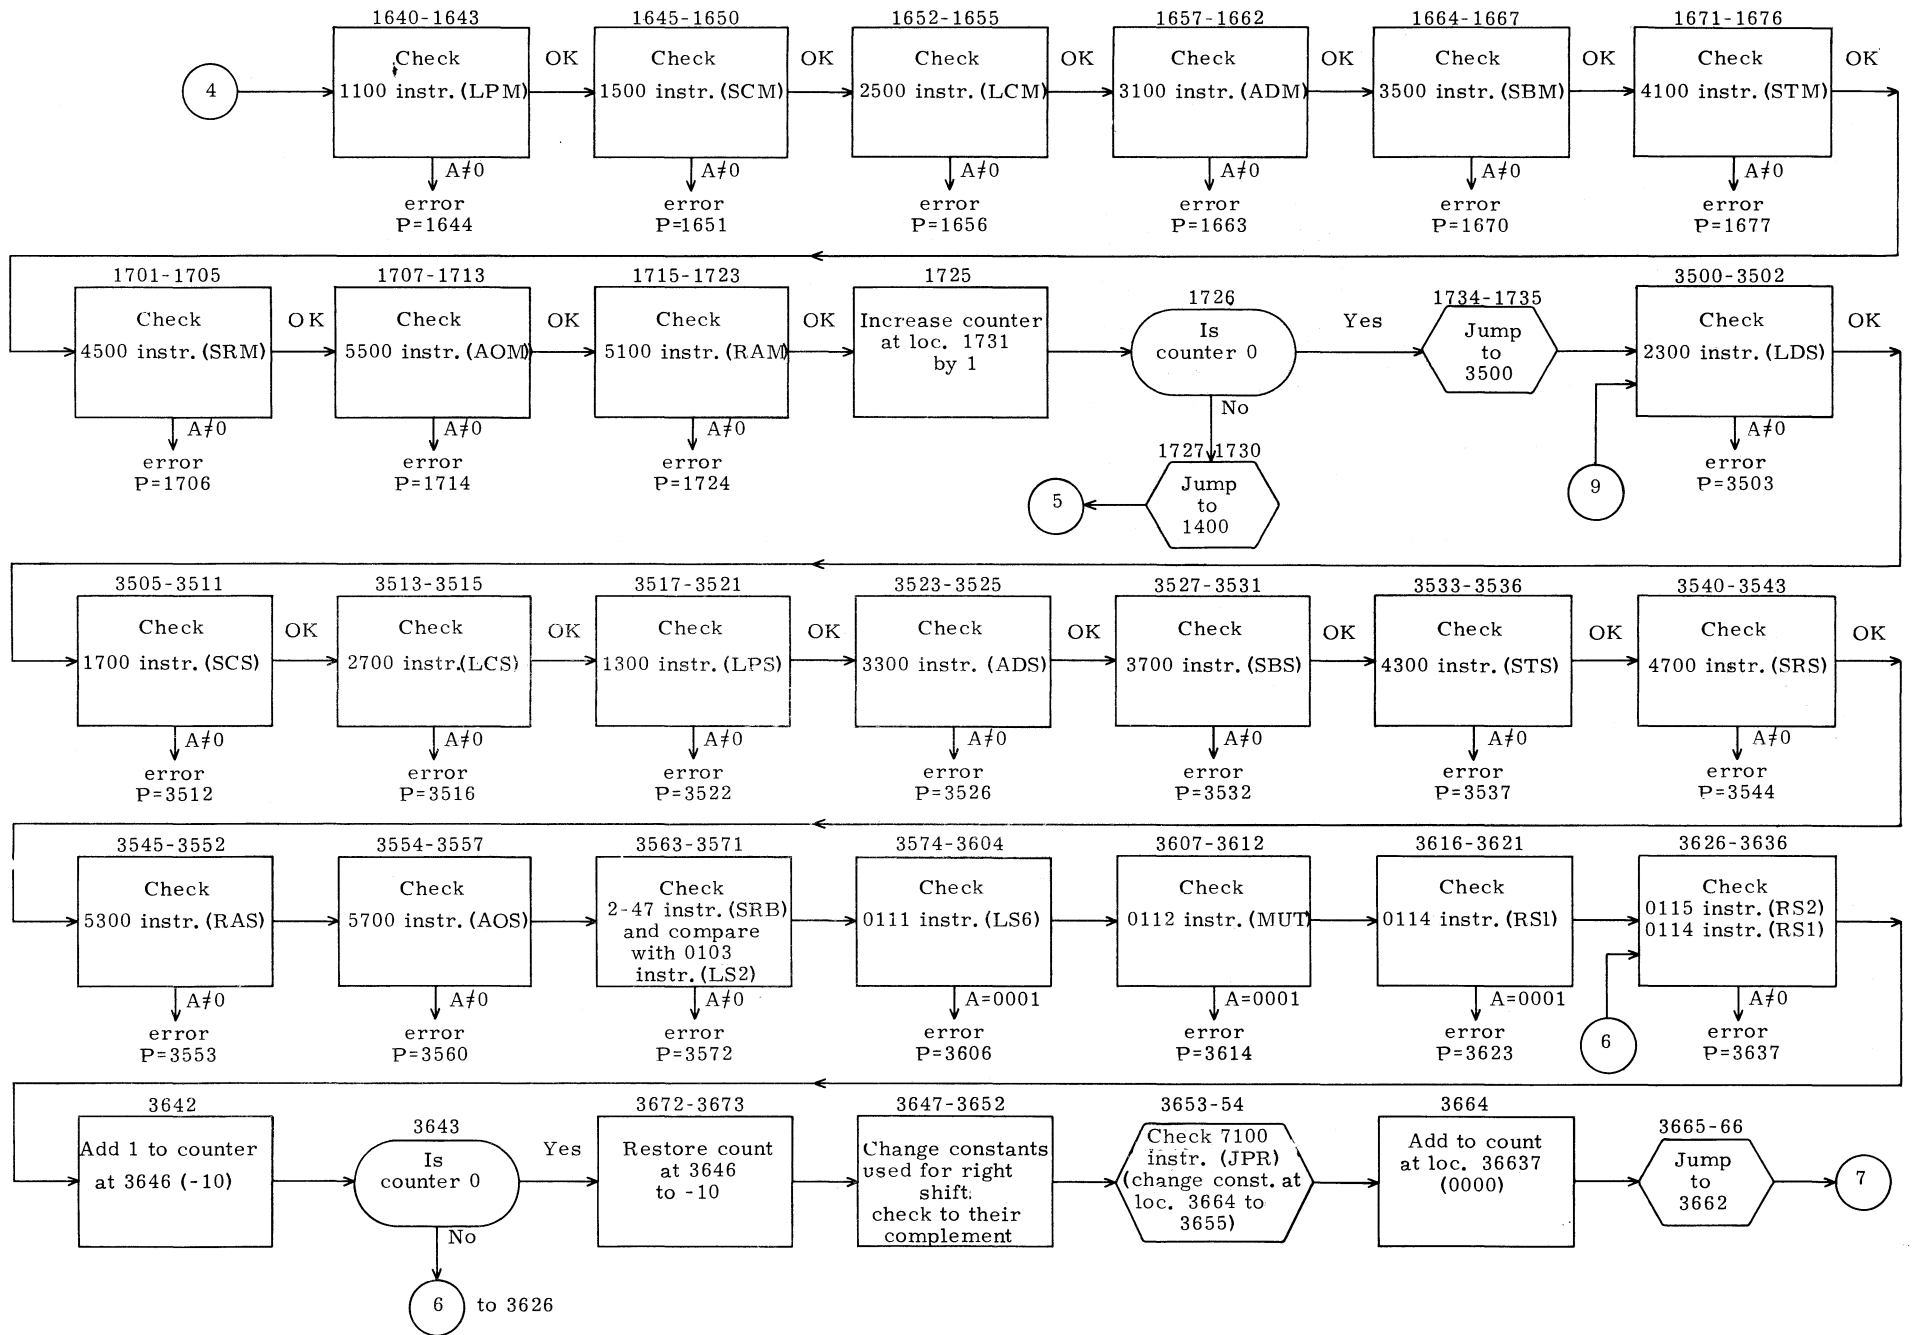 1640-1643
1645-1650
1652-1655
1657-1662
1664-1667
1671-1676
4
Check
1100 instr. (LPM)
OK
Check
1500 instr. (SCM)
OK
Check
2500 instr. (LCM)
OK
Check
3100 instr. (ADM)
OK
Check
3500 instr. (SBM)
OK
Check
4100 instr. (STM)
OK
A≠0
error
P=1644
A≠0
error
P=1651
A≠0
error
P=1656
A≠0
error
P=1663
A≠0
error
P=1670
A≠0
error
P=1677
1701-1705
Check
4500 instr. (SRM)
A≠0
error
P=1706
OK
1707-1713
Check
5500 instr. (AOM)
A≠0
error
P=1714
OK
1715-1723
Check
5100 instr. (RAM)
A≠0
error
P=1724
OK
1725
Increase counter
at loc. 1731
by 1
1726
Is
counter 0
No
1727-1730
Jump
to
1400
5
Yes
1734-1735
Jump
to
3500
9
3500-3502
Check
2300 instr. (LDS)
A≠0
error
P=3503
OK
3505-3511
Check
1700 instr. (SCS)
A≠0
error
P=3512
OK
3513-3515
Check
2700 instr. (LCS)
A≠0
error
P=3516
OK
3517-3521
Check
1300 instr. (LPS)
A≠0
error
P=3522
OK
3523-3525
Check
3300 instr. (ADS)
A≠0
error
P=3526
OK
3527-3531
Check
3700 instr. (SBS)
A≠0
error
P=3532
OK
3533-3536
Check
4300 instr. (STS)
A≠0
error
P=3537
OK
3540-3543
Check
4700 instr. (SRS)
A≠0
error
P=3544
OK
3545-3552
Check
5300 instr. (RAS)
A≠0
error
P=3553
3554-3557
Check
5700 instr. (AOS)
A≠0
error
P=3560
3563-3571
Check
2-47 instr. (SRB)
and compare
with 0103
instr. (LS2)
A≠0
error
P=3572
3574-3604
Check
0111 instr. (LS6)
A=0001
error
P=3606
3607-3612
Check
0112 instr. (MUT)
A=0001
error
P=3614
3616-3621
Check
0114 instr. (RS1)
A=0001
error
P=3623
3626-3636
Check
0115 instr. (RS2)
0114 instr. (RS1)
6
A≠0
error
P=3637
3642
Add 1 to counter
at 3646 (-10)
3643
Is
counter 0
No
6
to 3626
Yes
3672-3673
Restore count
at 3646
to -10
3647-3652
Change constants
used for right
shift.
check to their
complement
3653-54
Check 7100
instr. (JPR)
(change const. at
loc. 3664 to
3655)
3664
Add to count
at loc. 36637
(0000)
3665-66
Jump
to
3662
7